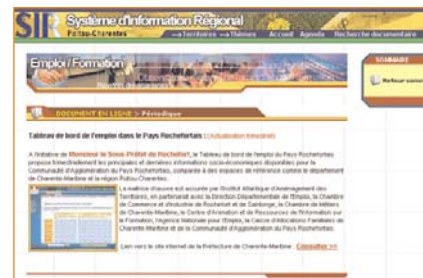 SIR Système d'Information Régional
Poitou-Charentes → Territoires → Thèmes Accueil Agenda Recherche documentaire
Emploi / Formation
SOMMAIRE
Retour
DOCUMENT EN LIGNE > Périodique
Tableau de bord de l'emploi dans le Pays Rochefortais : (Actualisation trimestriel)
A l'initiative de Monsieur le Sous-Préfet de Rochefort, le Tableau de bord de l'emploi du Pays Rochefortais
propose trimestriellement les principales et dernières informations socio-économiques disponibles pour la
Communauté d'Agglomération du Pays Rochefortais, comparée à des espaces de référence comme le département
de Charente-Maritime et la région Poitou-Charentes.
La maîtrise d'œuvre est assurée par l'Institut Atlantique d'Aménagement des
Territoires, en partenariat avec la Direction Départementale de l'Emploi, la Chambre
de Commerce et d'Industrie de Rochefort et de Saintonge, la Chambre de Métiers
de Charente-Maritime, le Centre d'Animation et de Ressources de l'Information sur
la Formation, l'Agence Nationale pour l'Emploi, la Caisse d'Allocations Familiales de
Charente-Maritime et de la Communauté d'Agglomération du Pays Rochefortais.
Lien vers le site internet de la Préfecture de Charente-Maritime : Consulter >>